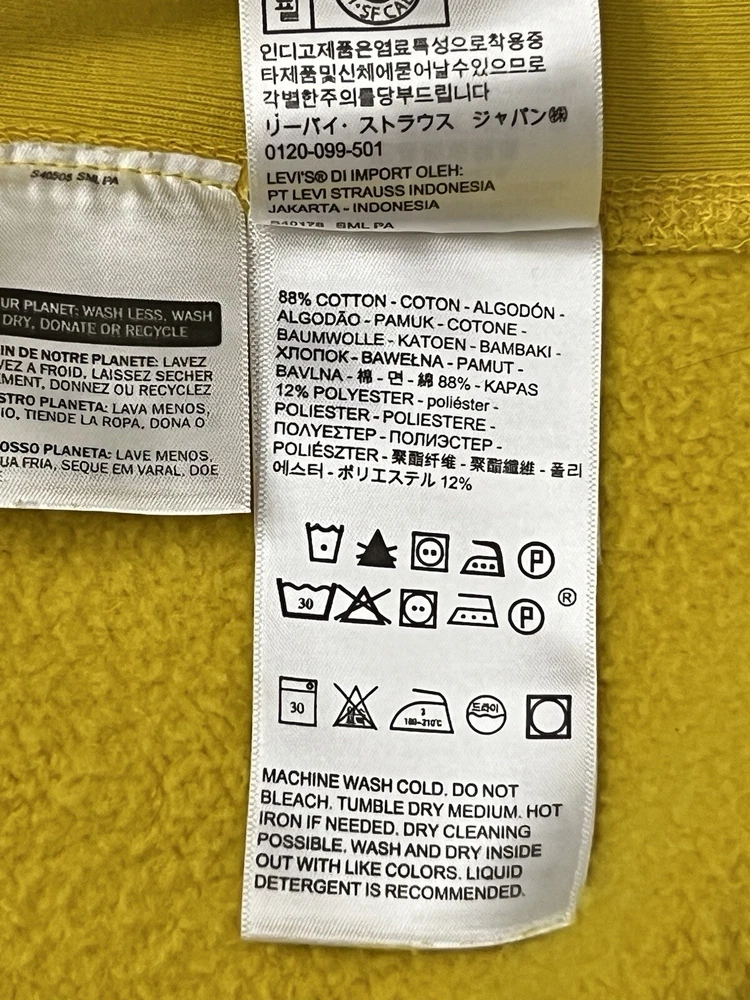 필
SF CAL
인디고제품은염료특성으로착용중
타제품및신체에묻어날수있으므로
각별한주의를당부드립니다
リーバイ・ストラウス ジャパン㈱
0120-099-501
LEVI'S® DI IMPORT OLEH:
PT LEVI STRAUSS INDONESIA
JAKARTA - INDONESIA
S40505 SML PA
UR PLANET: WASH LESS, WASH
DRY, DONATE OR RECYCLE
IN DE NOTRE PLANETE: LAVEZ
VEZ A FROID, LAISSEZ SECHER
MENT, DONNEZ OU RECYCLEZ
STRO PLANETA: LAVA MENOS,
IO, TIENDE LA ROPA, DONA O
OSSO PLANETA: LAVE MENOS,
UA FRIA, SEQUE EM VARAL, DOE
88% COTTON - COTON - ALGODÓN -
ALGODÃO - PAMUK - COTONE -
BAUMWOLLE - KATOEN - BAMBAKI -
ХЛОПОК - BAWEŁNA - PAMUT -
BAVLNA - 棉 - 면 - 綿 88% - KAPAS
12% POLYESTER - poliéster -
POLIESTER - POLIESTERE -
ΠΟΛΥΕΣΤΕΡ - ПОЛИЭСТЕР -
POLIÉSZTER - 聚酯纤维 - 聚酯纖維 - 폴리
에스터 - ポリエステル 12%
P
30 P ®
30 3 180~210℃ 드라이
MACHINE WASH COLD. DO NOT
BLEACH. TUMBLE DRY MEDIUM. HOT
IRON IF NEEDED. DRY CLEANING
POSSIBLE. WASH AND DRY INSIDE
OUT WITH LIKE COLORS. LIQUID
DETERGENT IS RECOMMENDED.